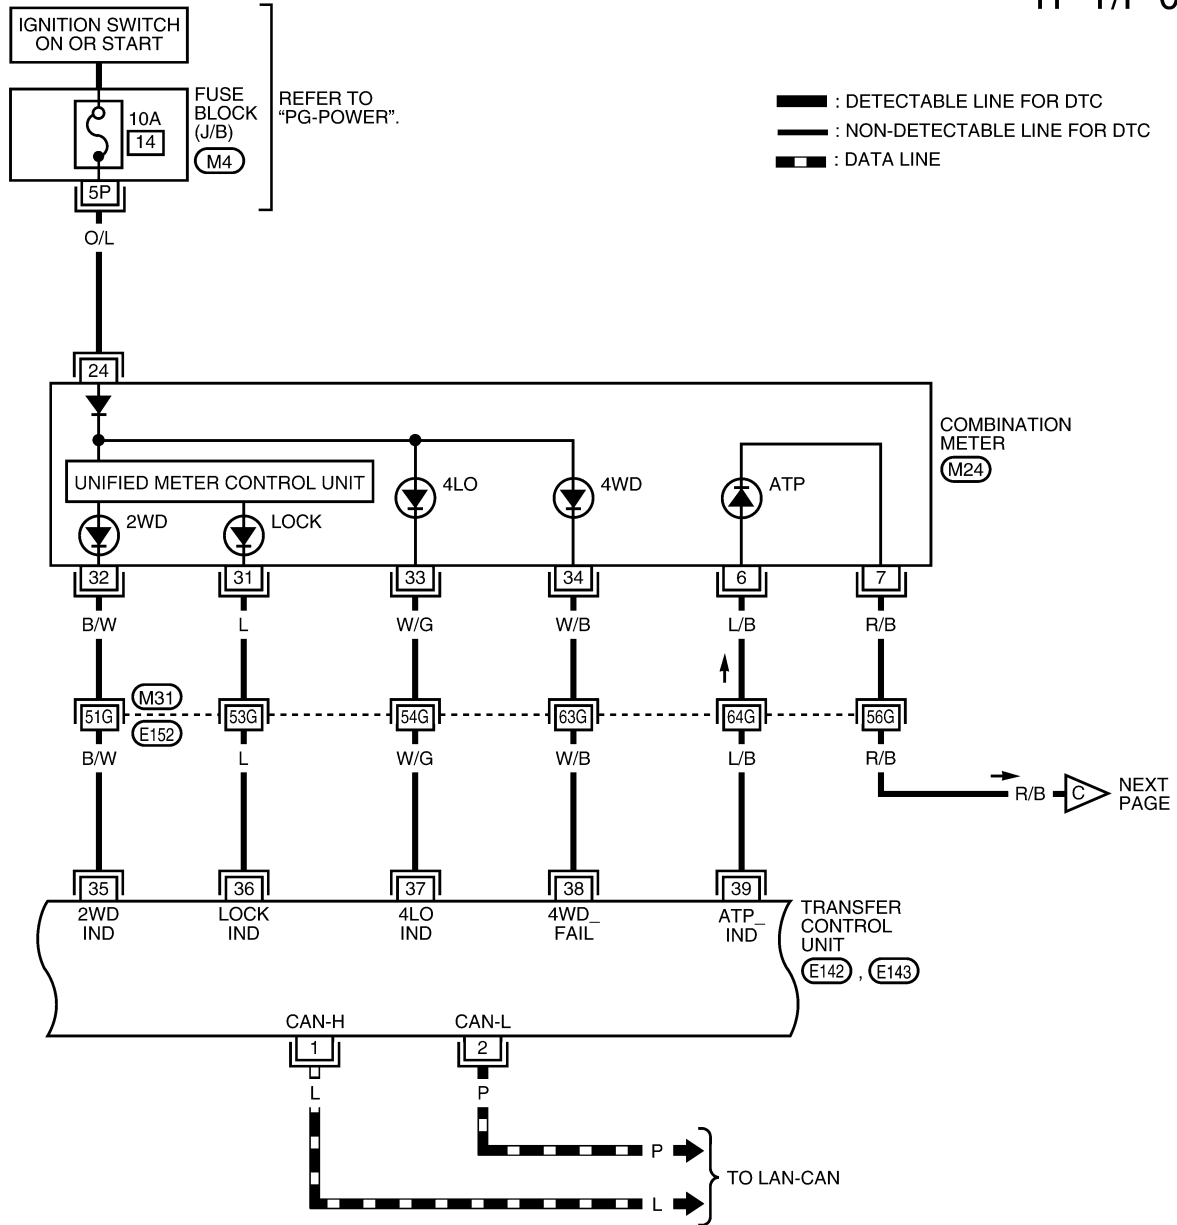 IGNITION SWITCH
ON OR START
FUSE
BLOCK
(J/B)
M4
10A
14
REFER TO
“PG-POWER”.
5P
O/L
: DETECTABLE LINE FOR DTC
: NON-DETECTABLE LINE FOR DTC
: DATA LINE
24
COMBINATION
METER
M24
UNIFIED METER CONTROL UNIT
4LO
4WD
ATP
2WD
LOCK
32
31
33
34
6
7
B/W
L
W/G
W/B
L/B
R/B
M31
51G
53G
54G
63G
64G
56G
E152
B/W
L
W/G
W/B
L/B
R/B
R/B
C
NEXT
PAGE
35
36
37
38
39
2WD
IND
LOCK
IND
4LO
IND
4WD_
FAIL
ATP_
IND
TRANSFER
CONTROL
UNIT
E142 , E143
CAN-H
CAN-L
1
2
L
P
P
TO LAN-CAN
L